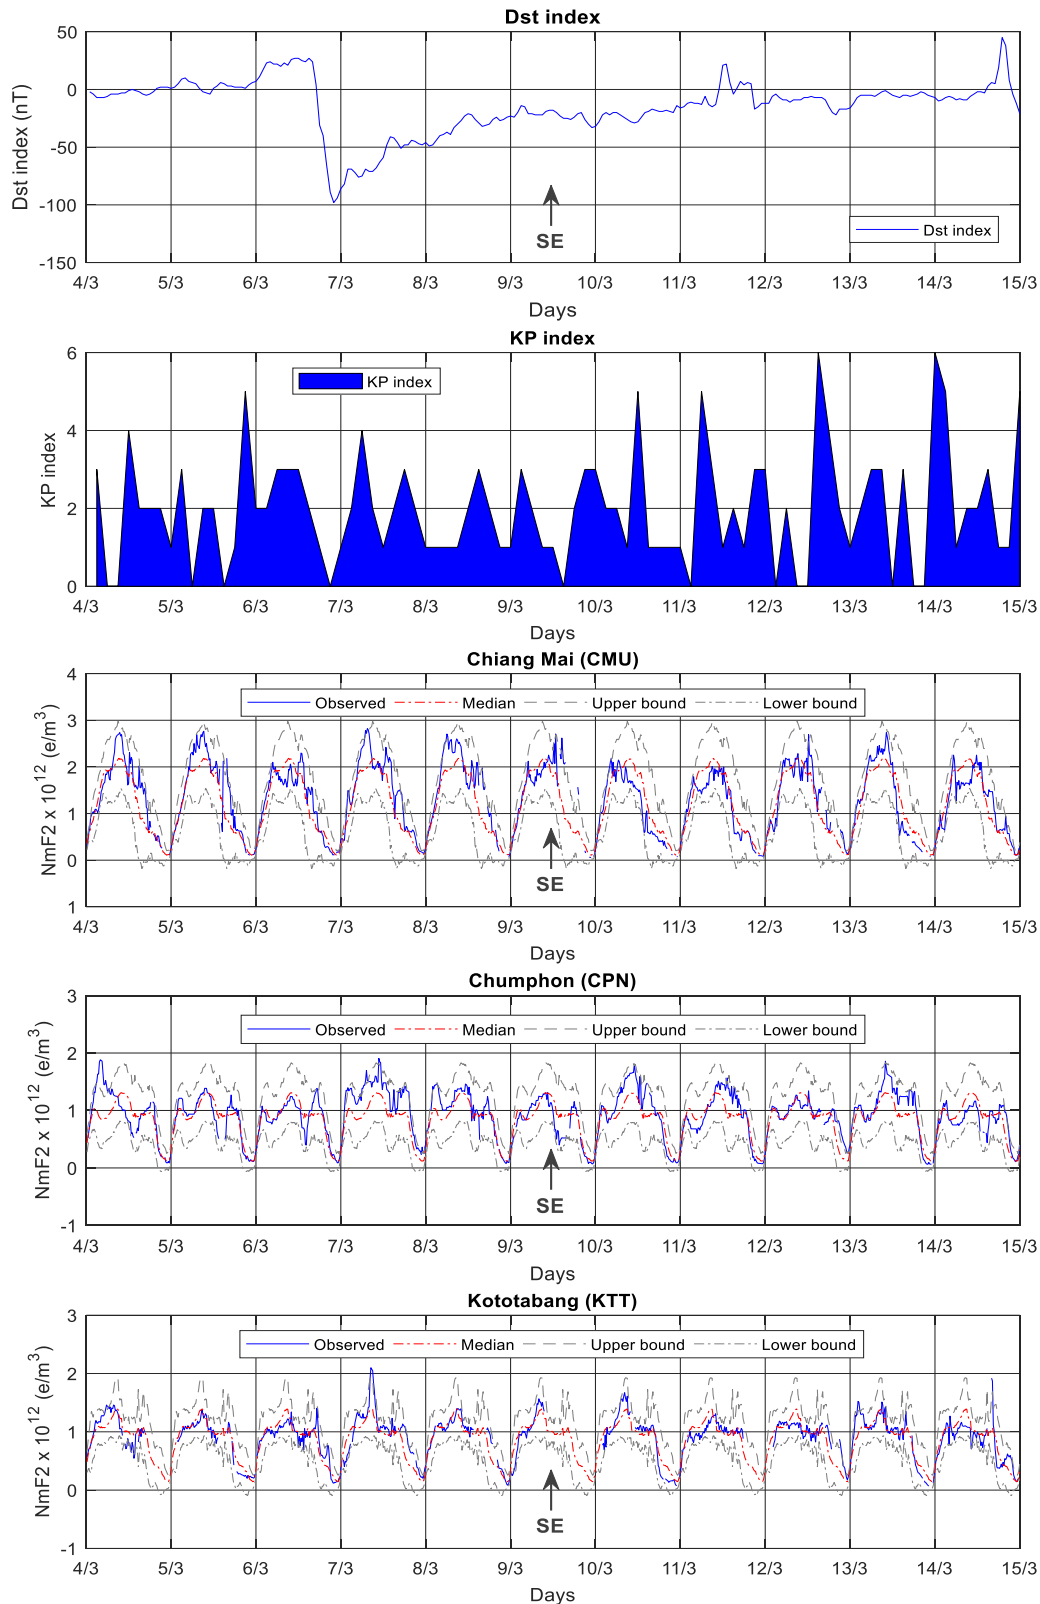 Dst index
50
0
-50
-100
-150
Dst index (nT)
SE
Dst index
4/3 5/3 6/3 7/3 8/3 9/3 10/3 11/3 12/3 13/3 14/3 15/3
Days
KP index
6
4
2
0
KP index
KP index
4/3 5/3 6/3 7/3 8/3 9/3 10/3 11/3 12/3 13/3 14/3 15/3
Days
Chiang Mai (CMU)
4
3
2
1
0
1
NmF2 x 10^12 (e/m^3)
Observed Median Upper bound Lower bound
SE
4/3 5/3 6/3 7/3 8/3 9/3 10/3 11/3 12/3 13/3 14/3 15/3
Days
Chumphon (CPN)
3
2
1
0
-1
NmF2 x 10^12 (e/m^3)
Observed Median Upper bound Lower bound
SE
4/3 5/3 6/3 7/3 8/3 9/3 10/3 11/3 12/3 13/3 14/3 15/3
Days
Kototabang (KTT)
3
2
1
0
-1
NmF2 x 10^12 (e/m^3)
Observed Median Upper bound Lower bound
SE
4/3 5/3 6/3 7/3 8/3 9/3 10/3 11/3 12/3 13/3 14/3 15/3
Days